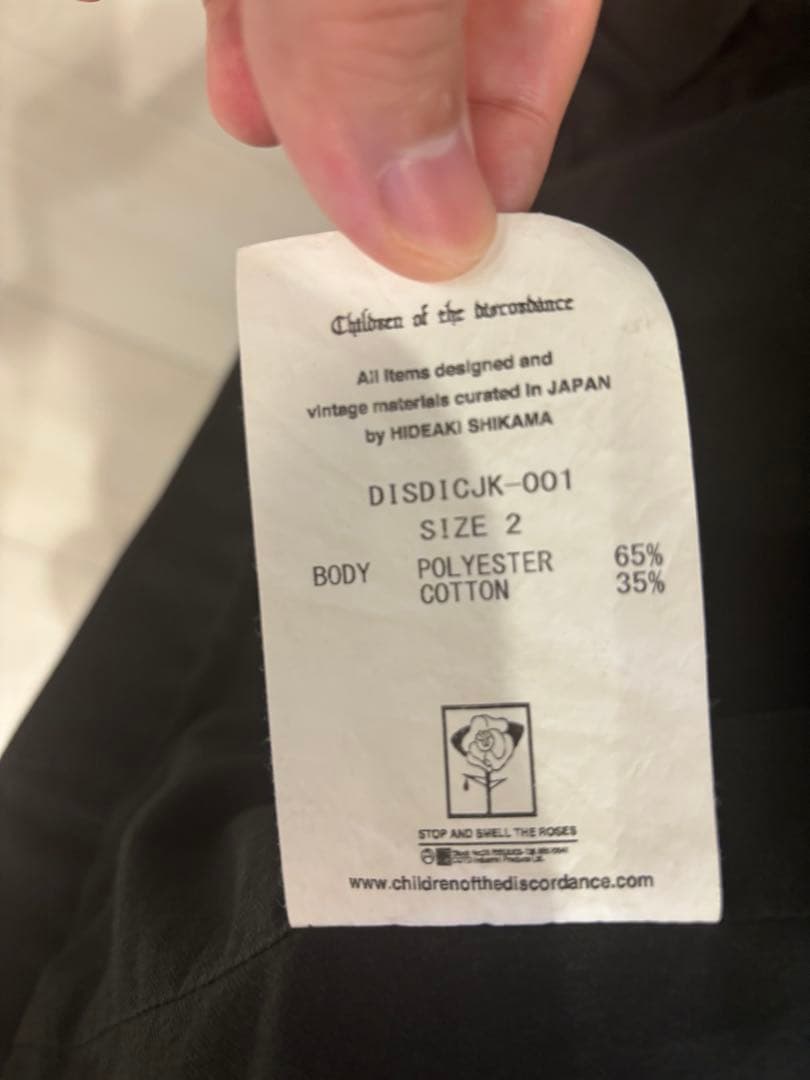 Children of the discordance
All items designed and
vintage materials curated in JAPAN
by HIDEAKI SHIKAMA
DISDICJK-001
SIZE 2
BODY POLYESTER 65%
COTTON 35%
STOP AND SMELL THE ROSES
www.childrenofthediscordance.com